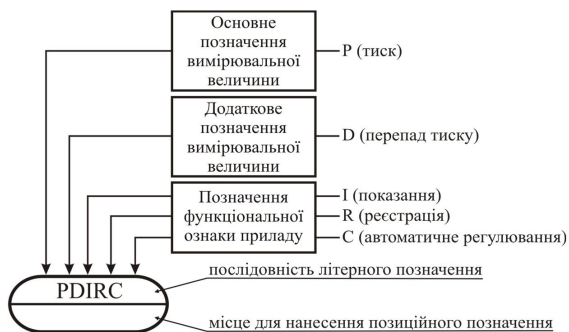 Основне
позначення
вимірювальної
величини
P (тиск)
Додаткове
позначення
вимірювальної
величини
D (перепад тиску)
Позначення
функціональної
ознаки приладу
I (показання)
R (реєстрація)
C (автоматичне регулювання)
PDIRC
послідовність літерного позначення
місце для нанесення позиційного позначення